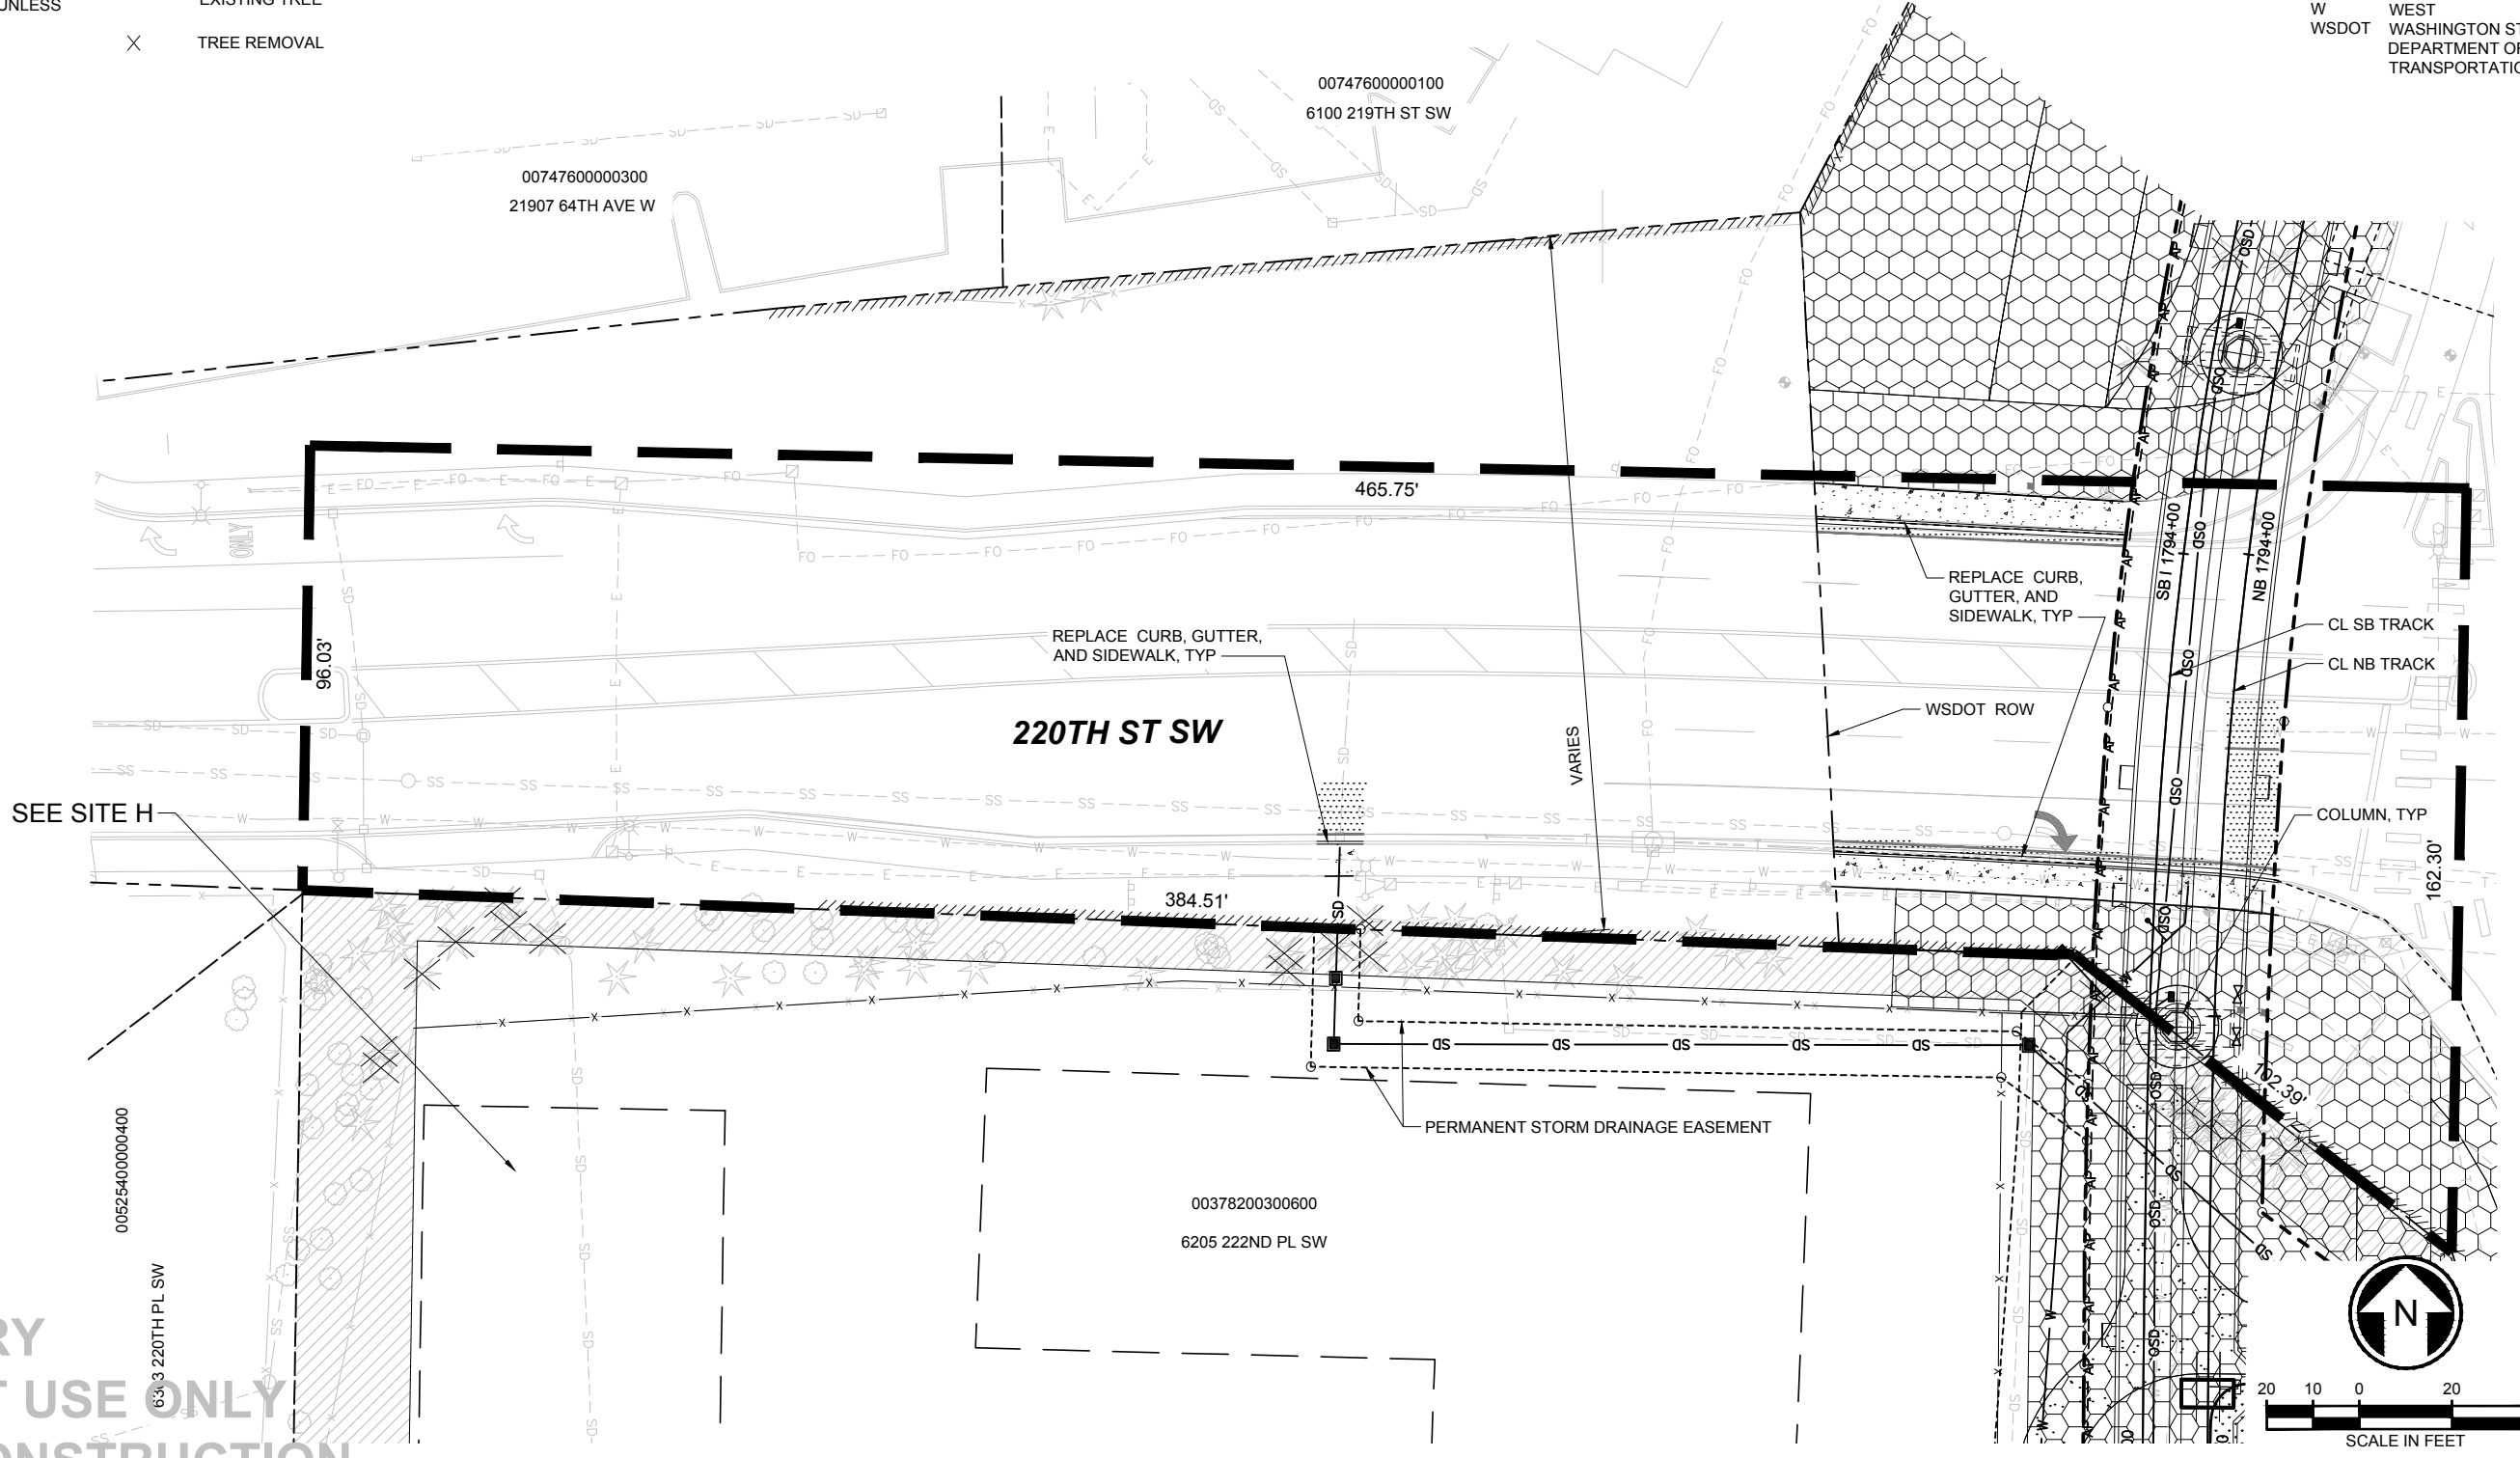 UNLESS
EXISTING TREE
X TREE REMOVAL
W WEST
WSDOT WASHINGTON ST
DEPARTMENT OF
TRANSPORTATIO
00747600000100
6100 219TH ST SW
00747600000300
21907 64TH AVE W
465.75'
ONLY
REPLACE CURB,
GUTTER, AND
SIDEWALK, TYP
SB 1794+00
NB 1794+00
CL SB TRACK
CL NB TRACK
REPLACE CURB, GUTTER,
AND SIDEWALK, TYP
96.03'
220TH ST SW
VARIES
WSDOT ROW
SEE SITE H
COLUMN, TYP
162.30'
384.51'
102.39'
PERMANENT STORM DRAINAGE EASEMENT
00525400000400
6303 220TH PL SW
00378200300600
6205 222ND PL SW
RY
T USE ONLY
ONSTRUCTION
N
20 10 0 20
SCALE IN FEET